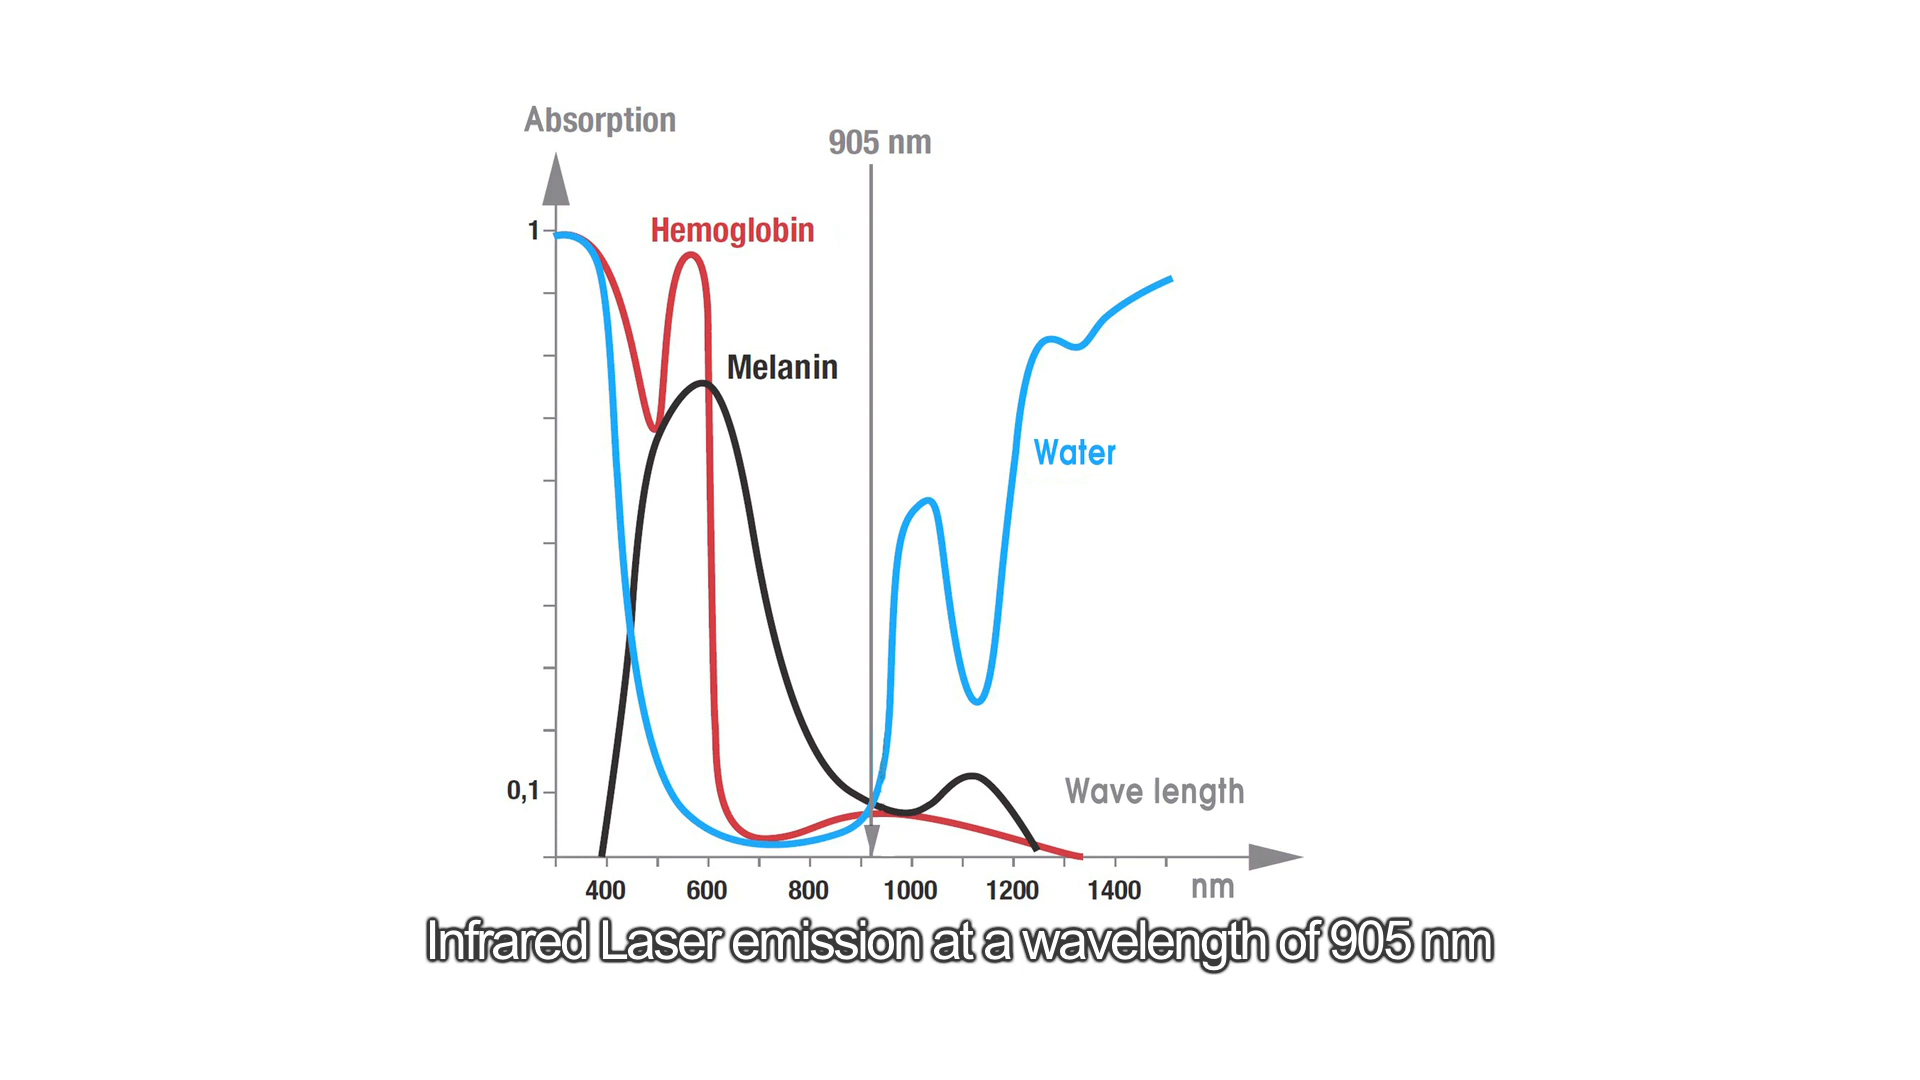 Absorption
905 nm
1
Hemoglobin
Melanin
Water
0,1
Wave length
400 600 800 1000 1200 1400 nm
Infrared Laser emission at a wavelength of 905 nm